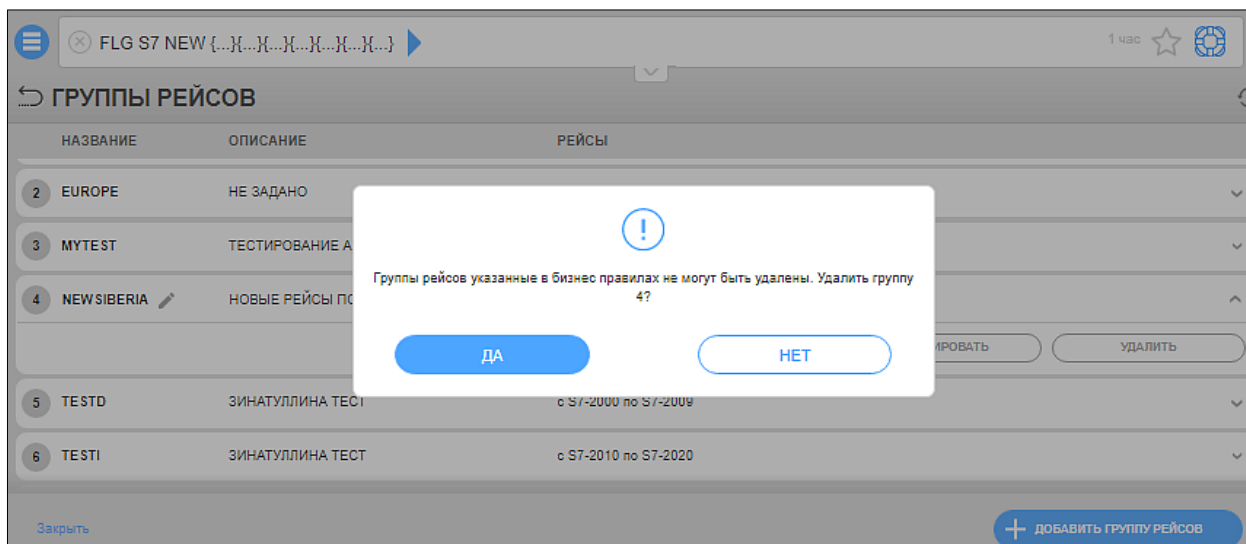 FLG S7 NEW {...}{...}{...}{...}{...}{...}{...}
1 час
ГРУППЫ РЕЙСОВ
НАЗВАНИЕ ОПИСАНИЕ РЕЙСЫ
2 EUROPE НЕ ЗАДАНО
3 MYTEST ТЕСТИРОВАНИЕ А
4 NEWSIBERIA НОВЫЕ РЕЙСЫ ПО
Группы рейсов указанные в бизнес правилах не могут быть удалены. Удалить группу
4?
ДА НЕТ
ИРОВАТЬ УДАЛИТЬ
5 TESTD ЗИНАТУЛЛИНА ТЕСТ с S7-2000 по S7-2009
6 TESTI ЗИНАТУЛЛИНА ТЕСТ с S7-2010 по S7-2020
Закрыть
ДОБАВИТЬ ГРУППУ РЕЙСОВ